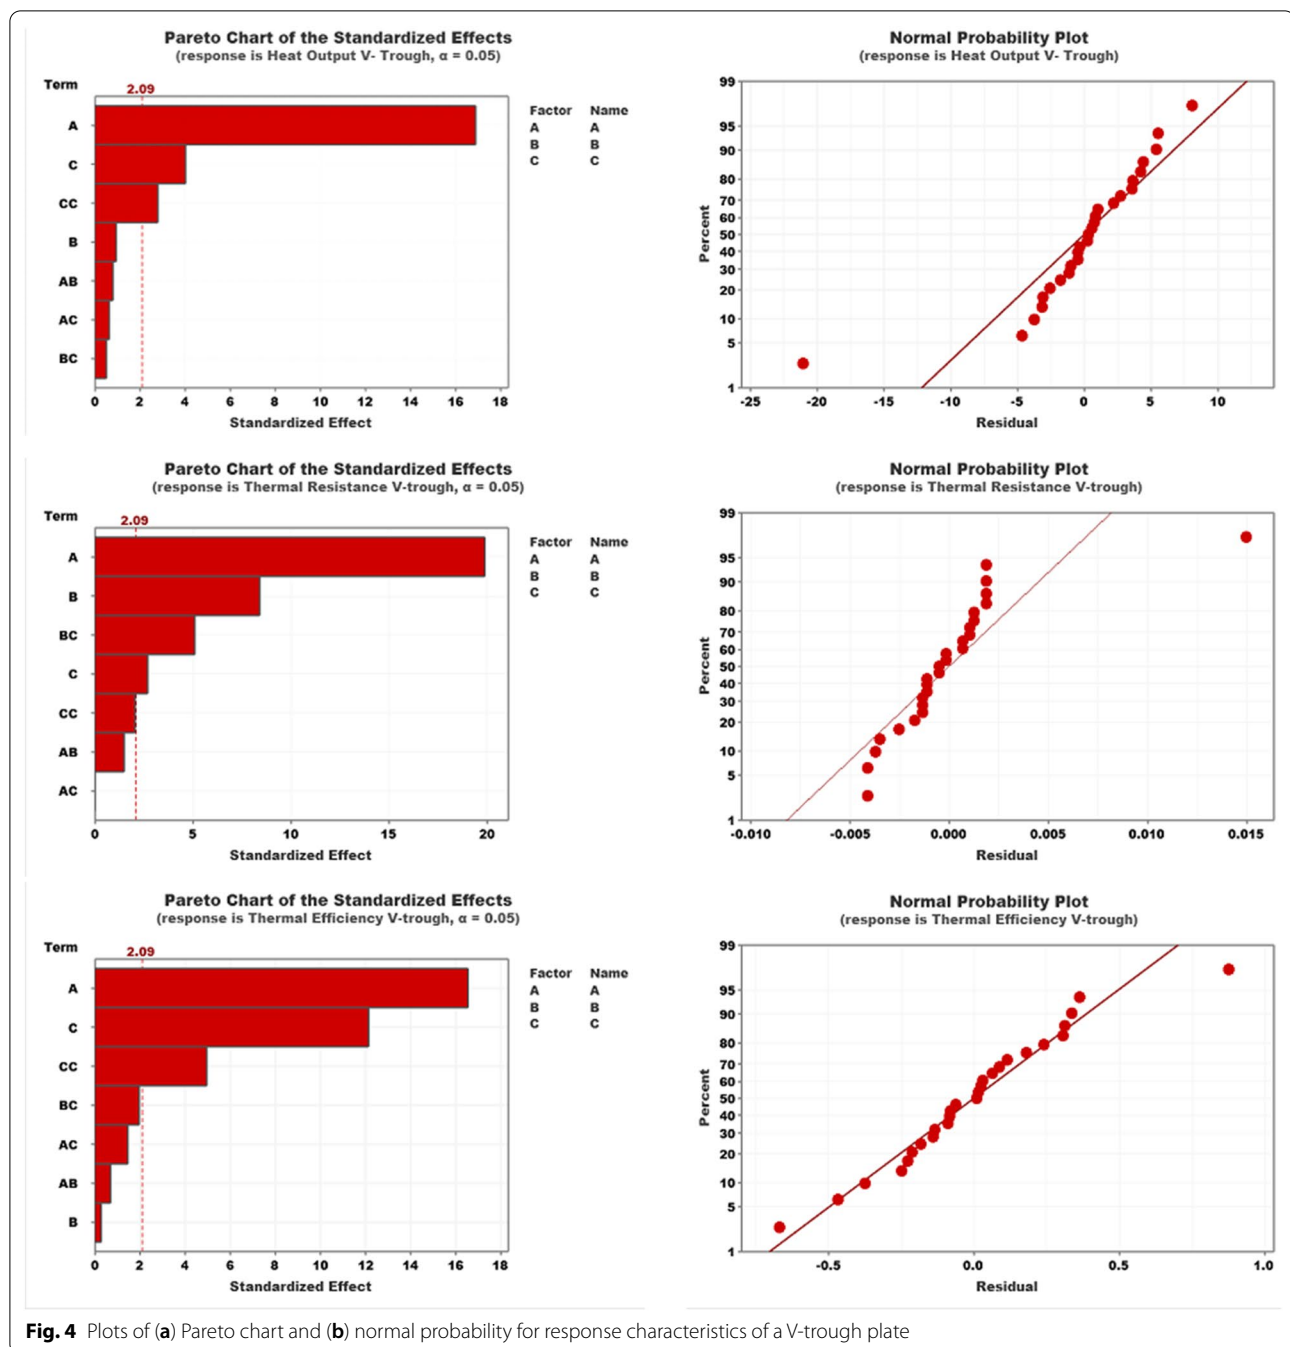 Pareto Chart of the Standardized Effects
(response is Heat Output V- Trough, α = 0.05)
Term
2.09
A
C
CC
B
AB
AC
BC
0 2 4 6 8 10 12 14 16 18
Standardized Effect
Factor Name
A A
B B
C C
Normal Probability Plot
(response is Heat Output V- Trough)
Percent
99
95
90
80
70
60
50
40
30
20
10
5
1
-25 -20 -15 -10 -5 0 5 10
Residual
Pareto Chart of the Standardized Effects
(response is Thermal Resistance V-trough, α = 0.05)
Term
2.09
A
B
BC
C
CC
AB
AC
0 5 10 15 20
Standardized Effect
Factor Name
A A
B B
C C
Normal Probability Plot
(response is Thermal Resistance V-trough)
Percent
99
95
90
80
70
60
50
40
30
20
10
5
1
-0.010 -0.005 0.000 0.005 0.010 0.015
Residual
Pareto Chart of the Standardized Effects
(response is Thermal Efficiency V-trough, α = 0.05)
Term
2.09
A
C
CC
BC
AC
AB
B
0 2 4 6 8 10 12 14 16 18
Standardized Effect
Factor Name
A A
B B
C C
Normal Probability Plot
(response is Thermal Efficiency V-trough)
Percent
99
95
90
80
70
60
50
40
30
20
10
5
1
-0.5 0.0 0.5 1.0
Residual
Fig. 4 Plots of (a) Pareto chart and (b) normal probability for response characteristics of a V-trough plate